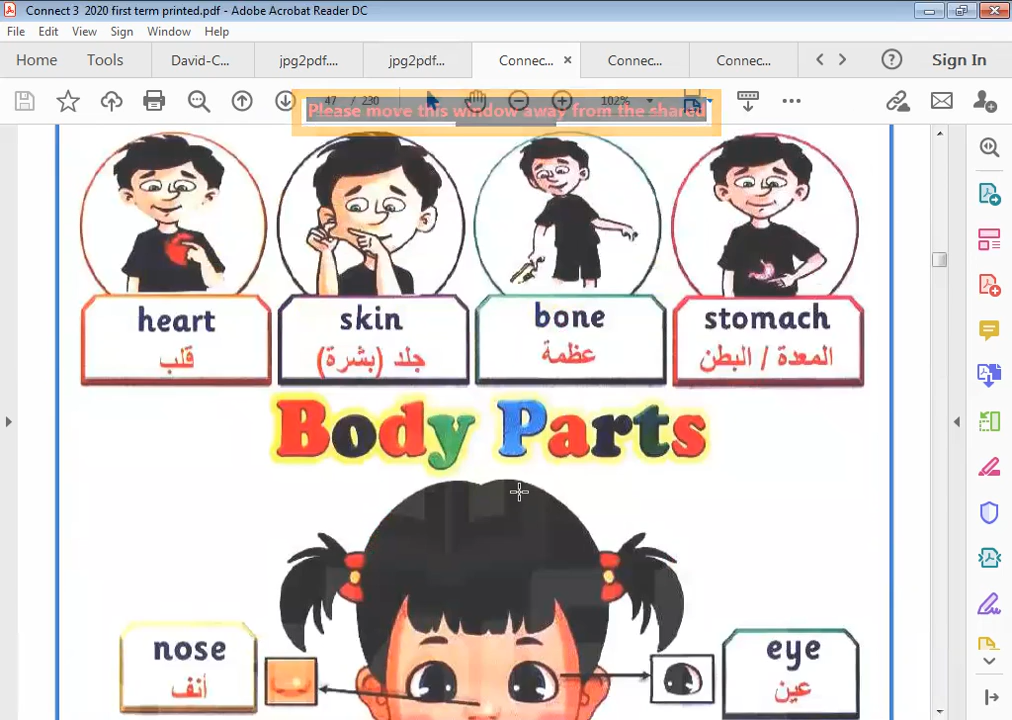 Connect 3 2020 first term printed.pdf - Adobe Acrobat Reader DC
File Edit View Sign Window Help
Home Tools David-C... jpg2pdf.... jpg2pdf.... Connec... × Connec... Connec... Sign In
47 / 230 102%
Please move this window away from the shared
heart skin bone stomach
قلب جلد (بشرة) عظمة المعدة / البطن
Body Parts
nose eye
أنف عين